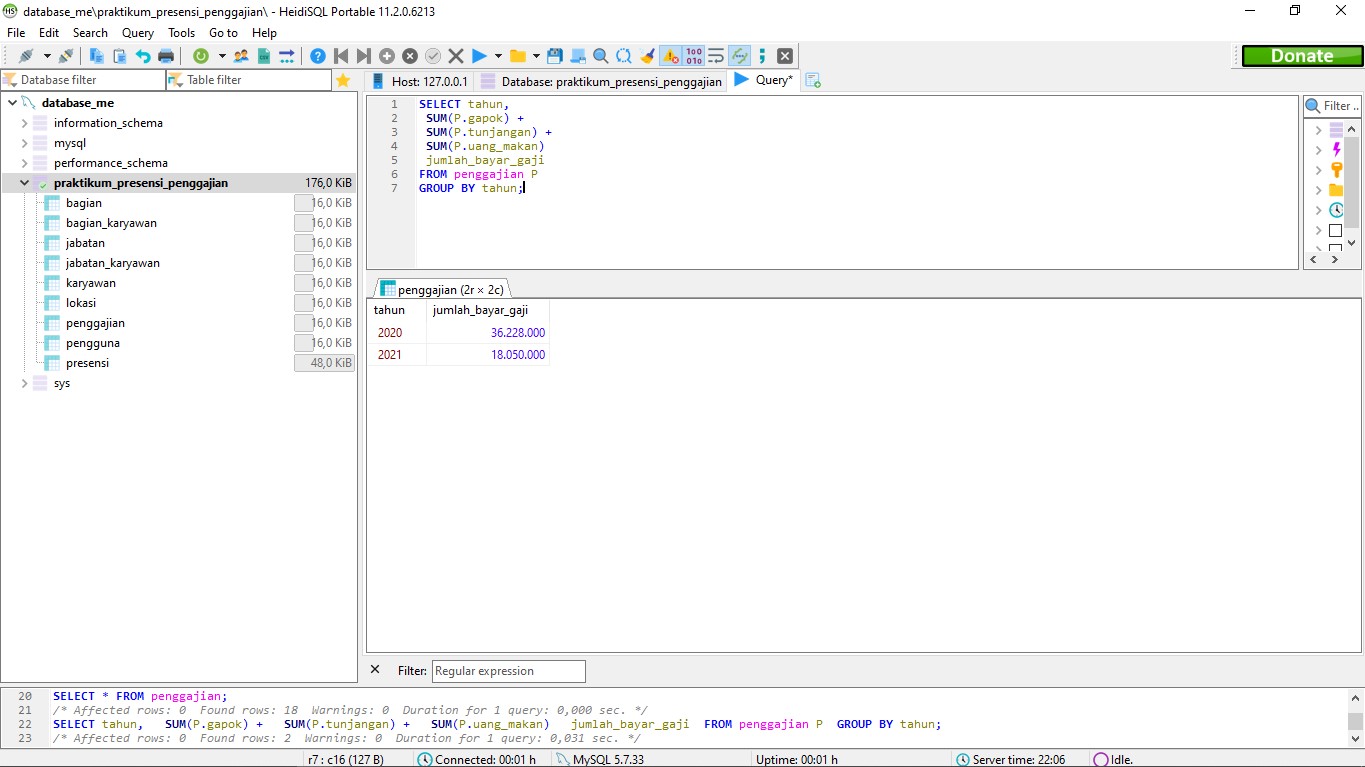 database_me\praktikum_presensi_penggajian\ - HeidiSQL Portable 11.2.0.6213
File Edit Search Query Tools Go to Help
Donate
Database filter Table filter Host: 127.0.0.1 Database: praktikum_presensi_penggajian Query*
database_me
information_schema
mysql
performance_schema
praktikum_presensi_penggajian 176,0 KiB
bagian 16,0 KiB
bagian_karyawan 16,0 KiB
jabatan 16,0 KiB
jabatan_karyawan 16,0 KiB
karyawan 16,0 KiB
lokasi 16,0 KiB
penggajian 16,0 KiB
pengguna 16,0 KiB
presensi 48,0 KiB
sys
1 SELECT tahun,
2 SUM(P.gapok) +
3 SUM(P.tunjangan) +
4 SUM(P.uang_makan)
5 jumlah_bayar_gaji
6 FROM penggajian P
7 GROUP BY tahun;
Filter ..
penggajian (2r × 2c)
tahun jumlah_bayar_gaji
2020 36.228.000
2021 18.050.000
Filter: Regular expression
20 SELECT * FROM penggajian;
21 /* Affected rows: 0 Found rows: 18 Warnings: 0 Duration for 1 query: 0,000 sec. */
22 SELECT tahun, SUM(P.gapok) + SUM(P.tunjangan) + SUM(P.uang_makan) jumlah_bayar_gaji FROM penggajian P GROUP BY tahun;
23 /* Affected rows: 0 Found rows: 2 Warnings: 0 Duration for 1 query: 0,031 sec. */
r7 : c16 (127 B) Connected: 00:01 h MySQL 5.7.33 Uptime: 00:01 h Server time: 22:06 Idle.